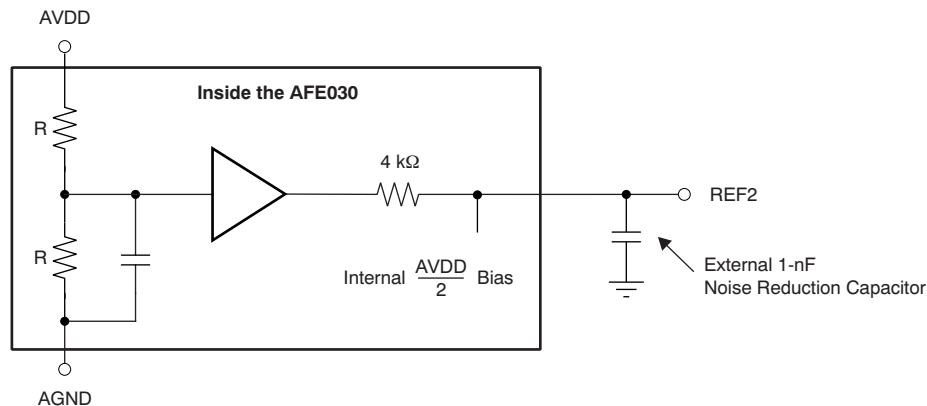 AVDD
Inside the AFE030
R
4 kΩ
REF2
R
Internal AVDD/2 Bias
External 1-nF
Noise Reduction Capacitor
AGND